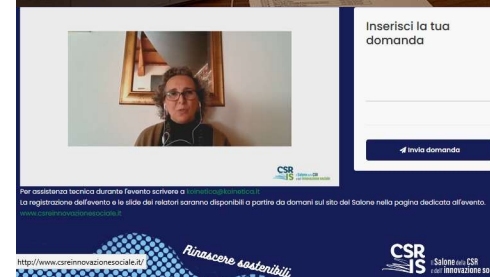 Inserisci la tua
domanda
Invia domanda
CSR
IS
Per assistenza tecnica durante l'evento scrivere a koinetica@koinetica.it
La registrazione dell'evento e le slide dei relatori saranno disponibili a partire da domani sul sito del Salone nella pagina dedicata all'evento.
www.csreinnovazionesociale.it
http://www.csreinnovazionesociale.it/
Rinascere sostenibili
CSR
IS
il Salone della CSR
e dell'innovazione so